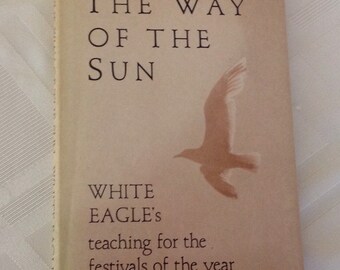 THE WAY
OF THE
SUN
WHITE
EAGLE's
teaching for the
festivals of the year